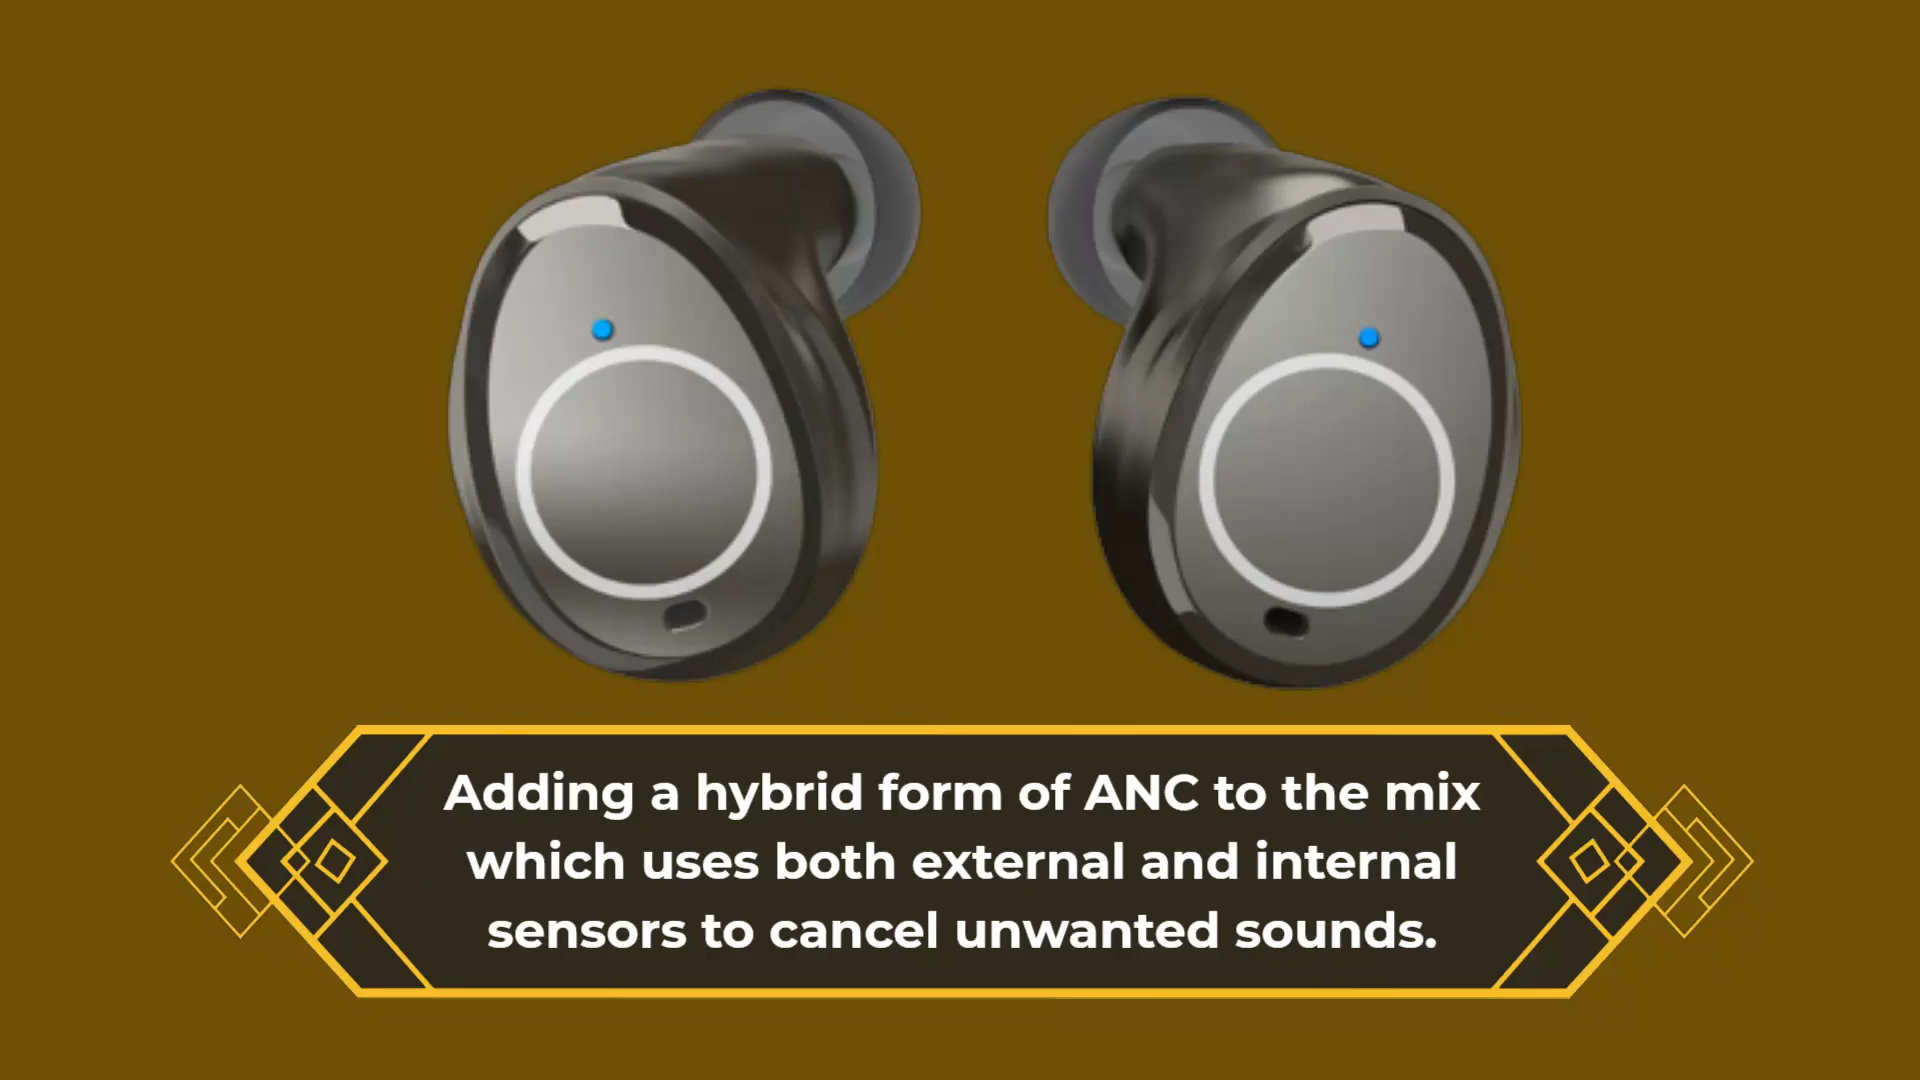 Adding a hybrid form of ANC to the mix
which uses both external and internal
sensors to cancel unwanted sounds.